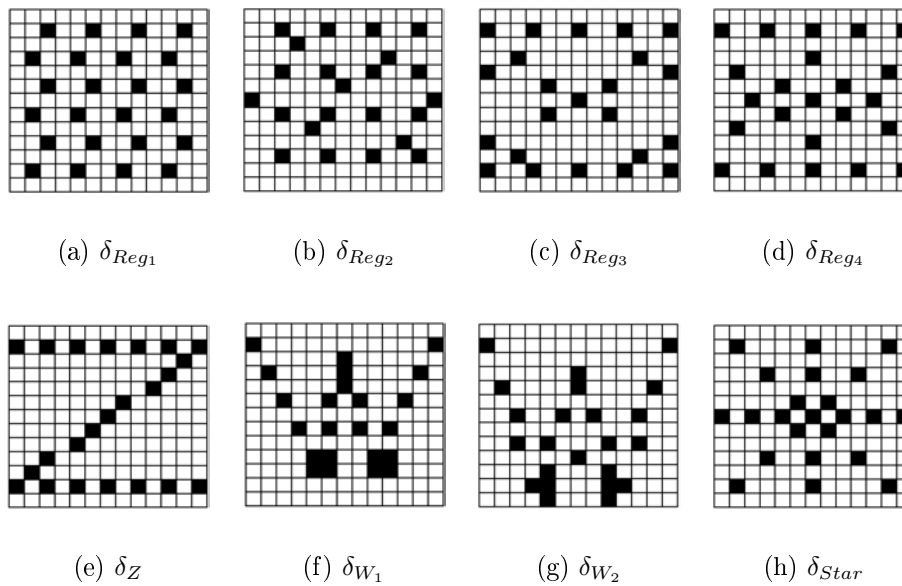 (a) δ_{Reg_1} (b) δ_{Reg_2} (c) δ_{Reg_3} (d) δ_{Reg_4}
(e) δ_Z (f) δ_{W_1} (g) δ_{W_2} (h) δ_{Star}